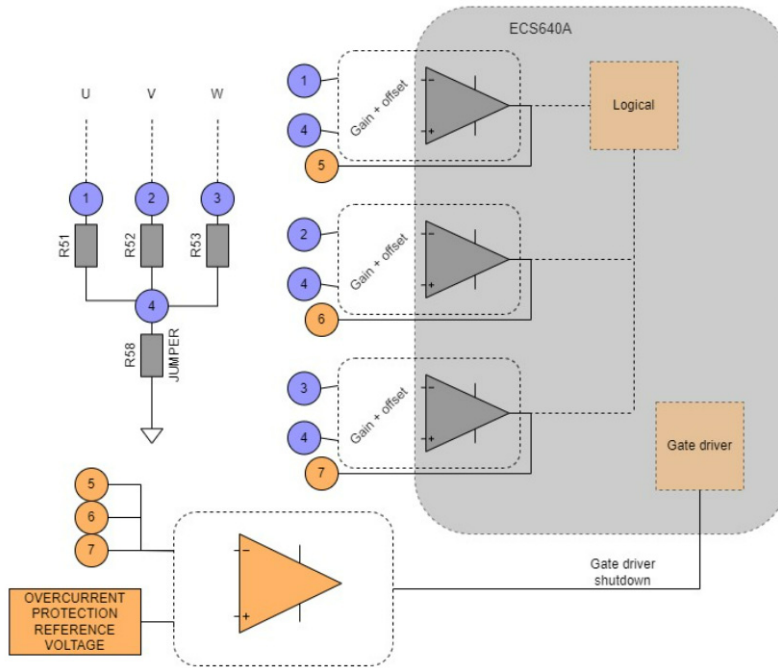 ECS640A
U
V
W
1
2
3
R51
R52
R53
4
R58
JUMPER
1
4
5
Gain + offset
−
+
Logical
2
4
6
Gain + offset
−
+
3
4
7
Gain + offset
−
+
Gate driver
5
6
7
OVERCURRENT
PROTECTION
REFERENCE
VOLTAGE
−
+
Gate driver
shutdown